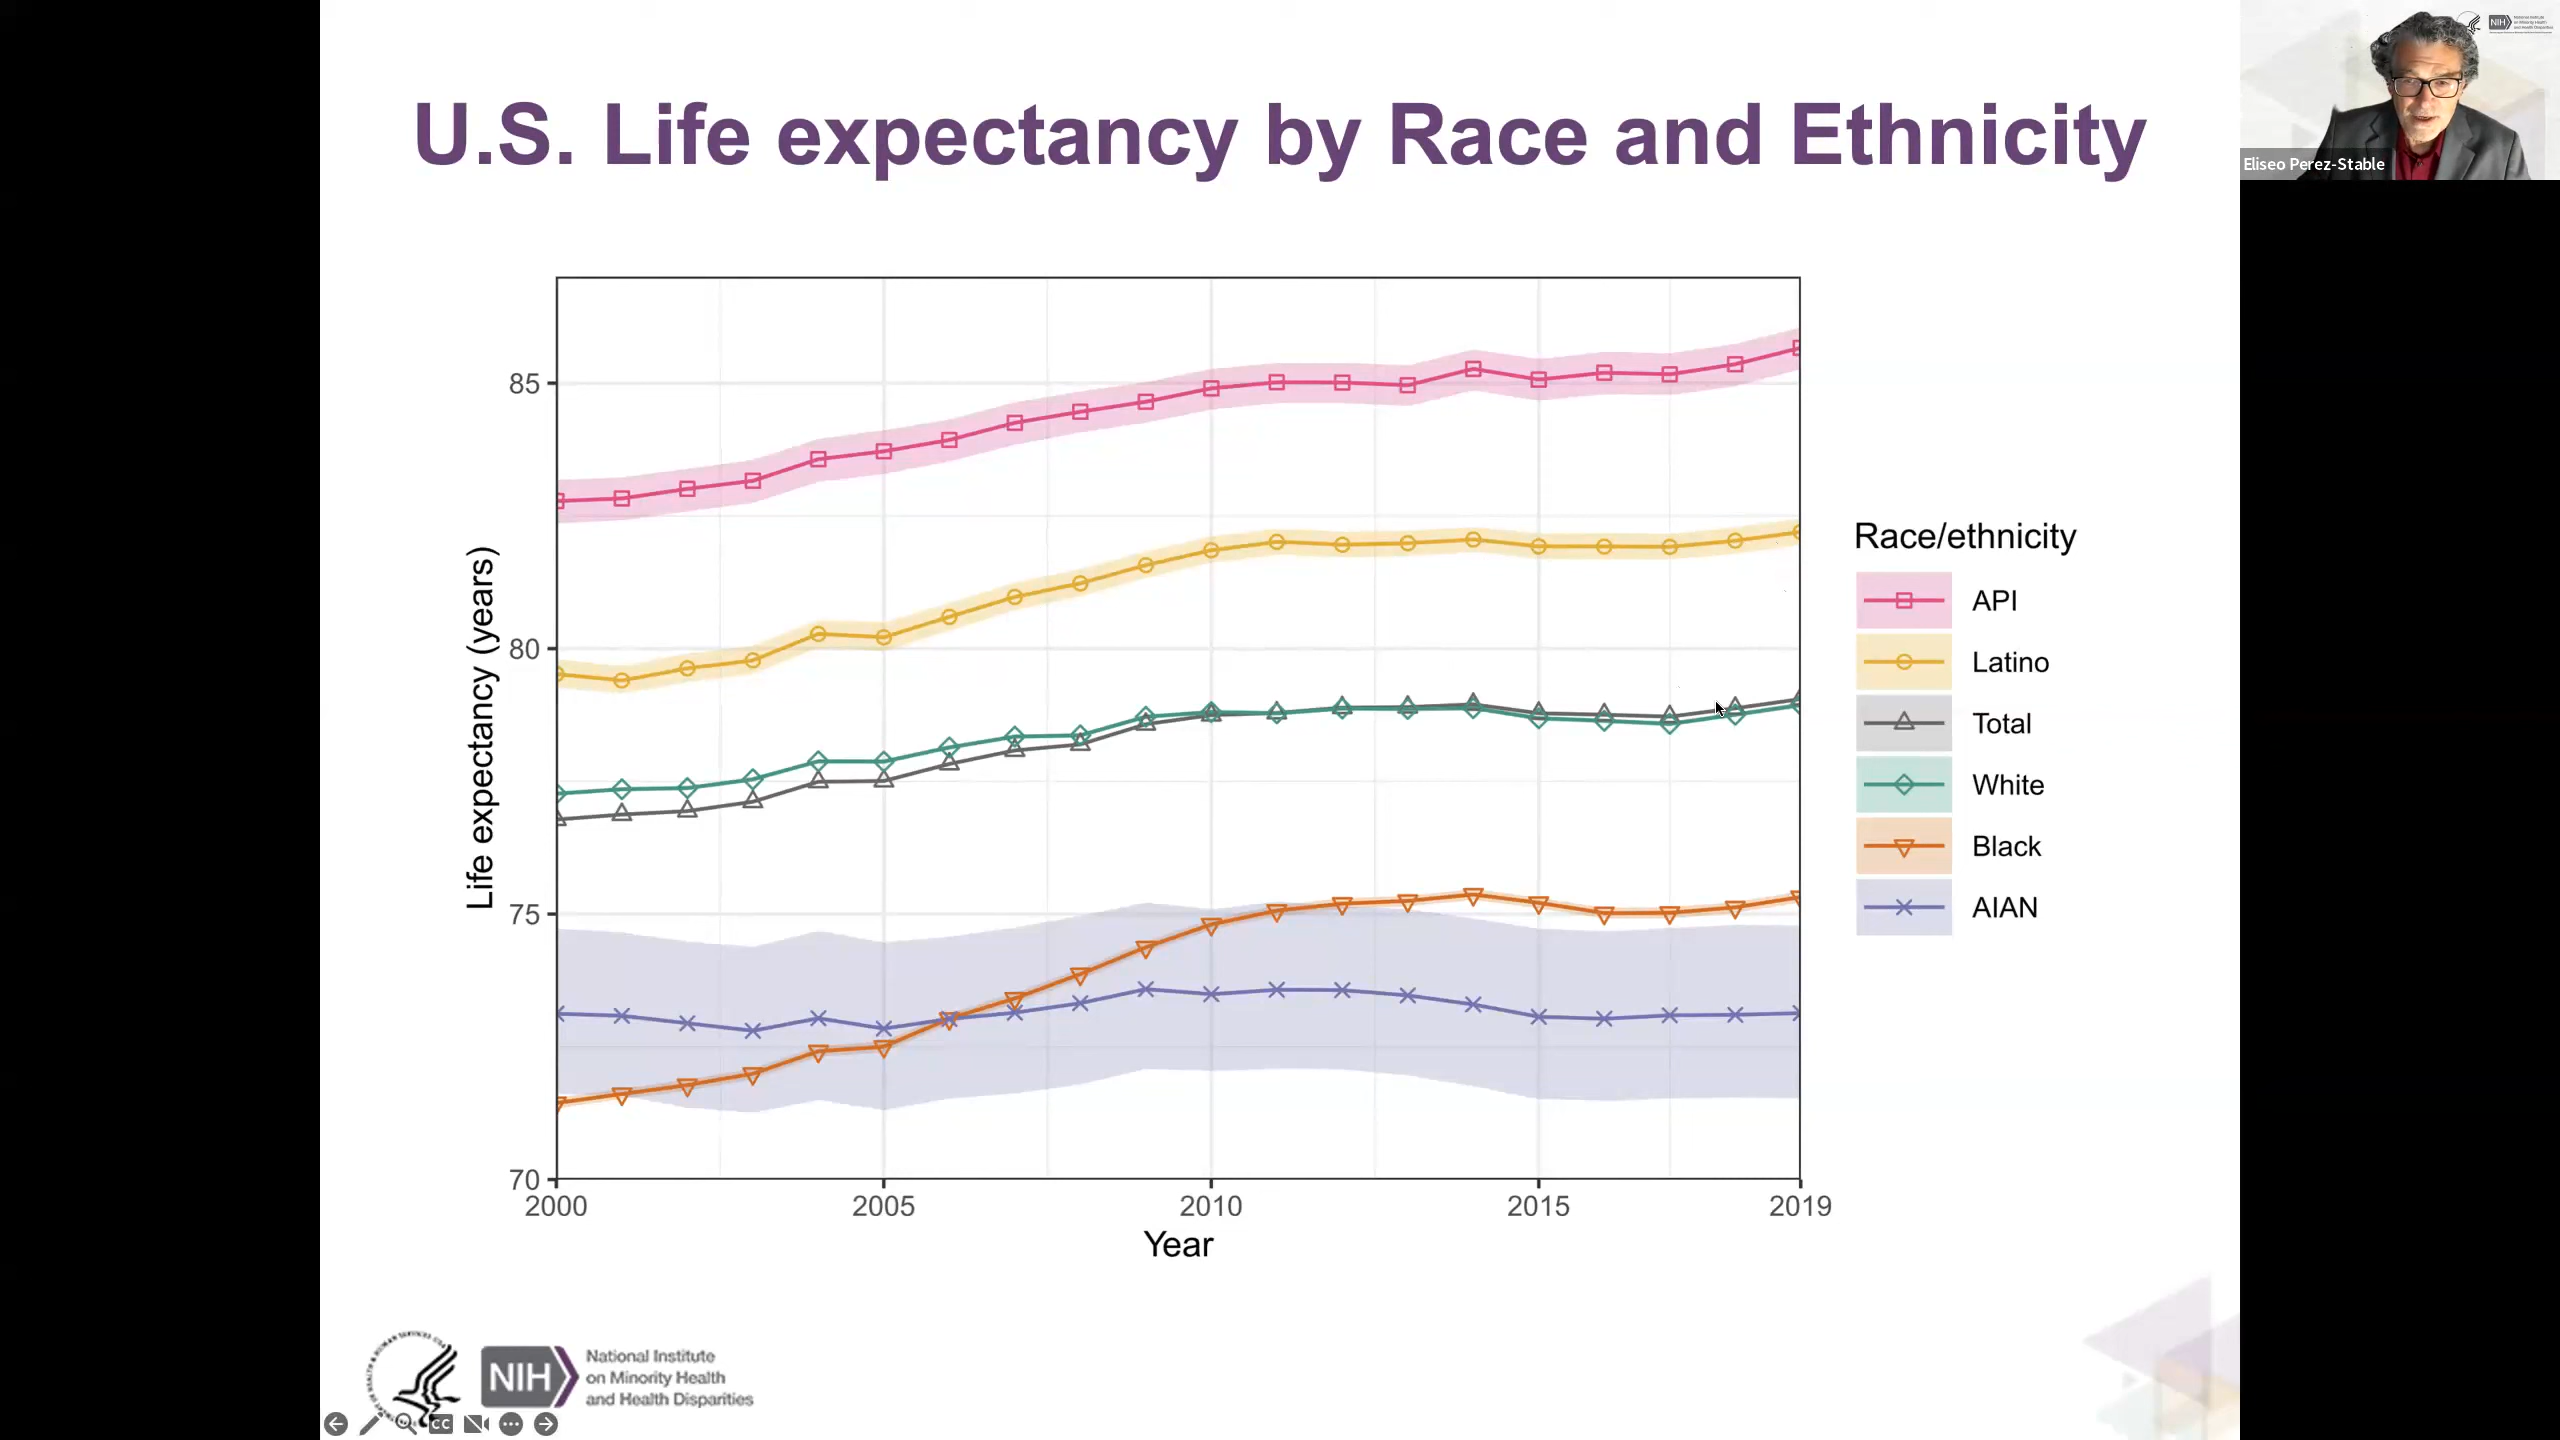 U.S. Life expectancy by Race and Ethnicity
Eliseo Perez-Stable
NIH
Life expectancy (years)
85
80
75
70
2000
2005
2010
2015
2019
Year
Race/ethnicity
API
Latino
Total
White
Black
AIAN
NIH
National Institute
on Minority Health
and Health Disparities
CC